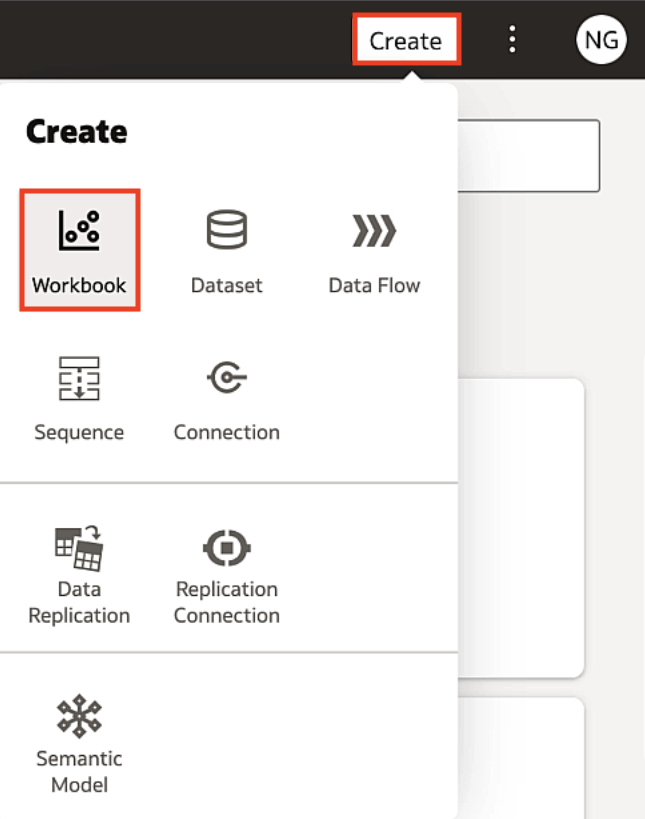 Create
NG
Create
Workbook
Dataset
Data Flow
Sequence
Connection
Data
Replication
Replication
Connection
Semantic
Model